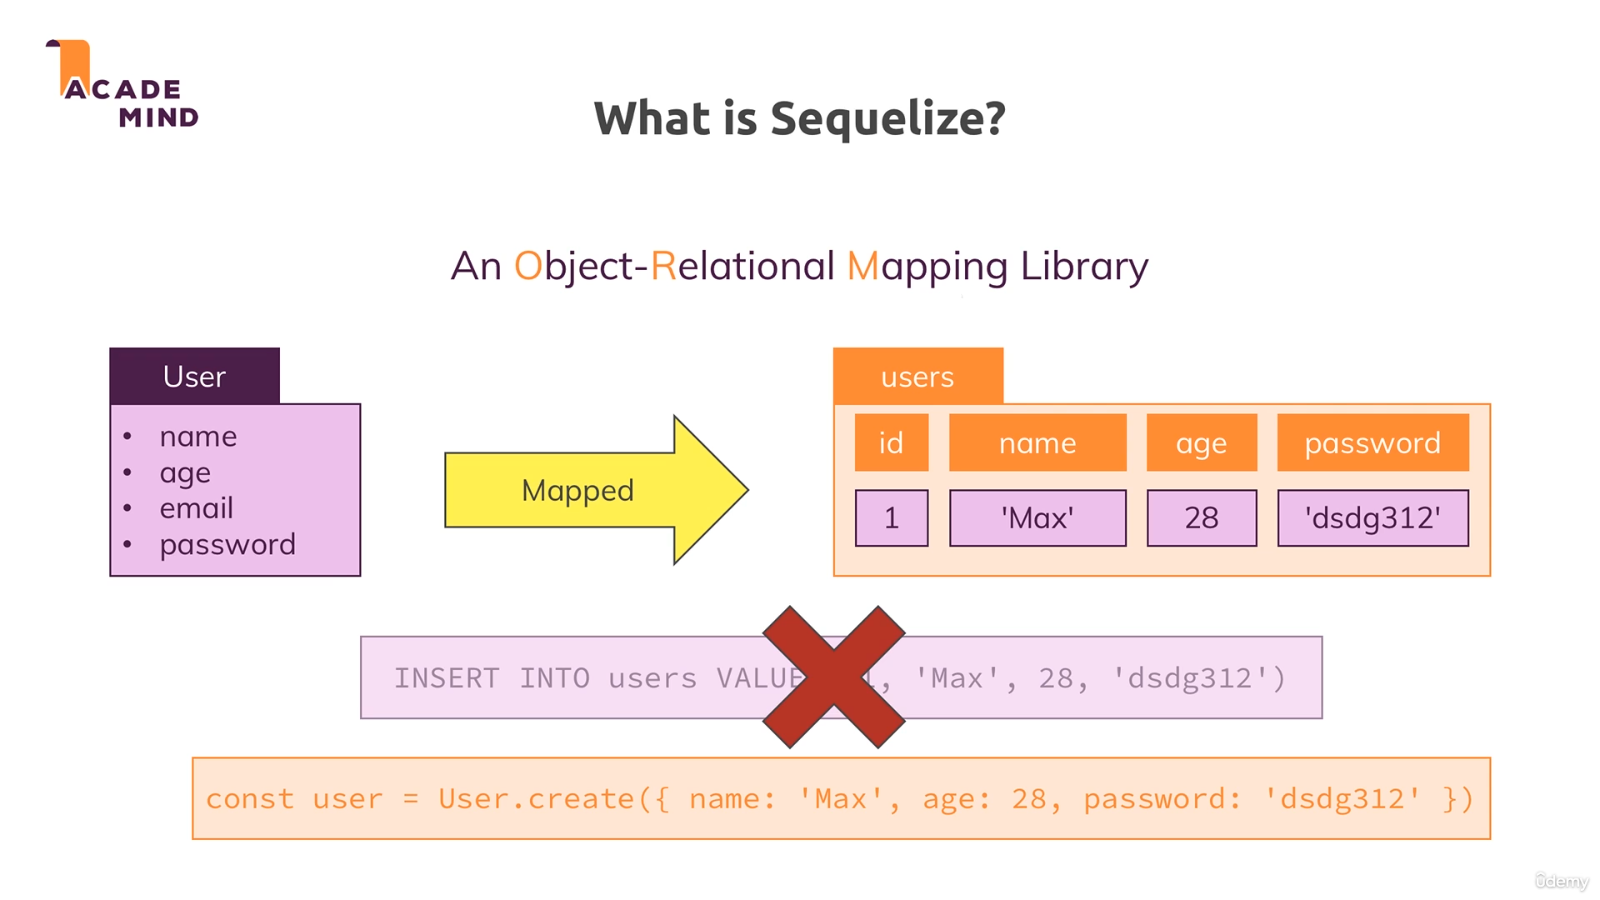 ACADE
MIND
What is Sequelize?
An Object-Relational Mapping Library
User
• name
• age
• email
• password
Mapped
users
id name age password
1 'Max' 28 'dsdg312'
INSERT INTO users VALUE 1, 'Max', 28, 'dsdg312')
const user = User.create({ name: 'Max', age: 28, password: 'dsdg312' })
ûdemy